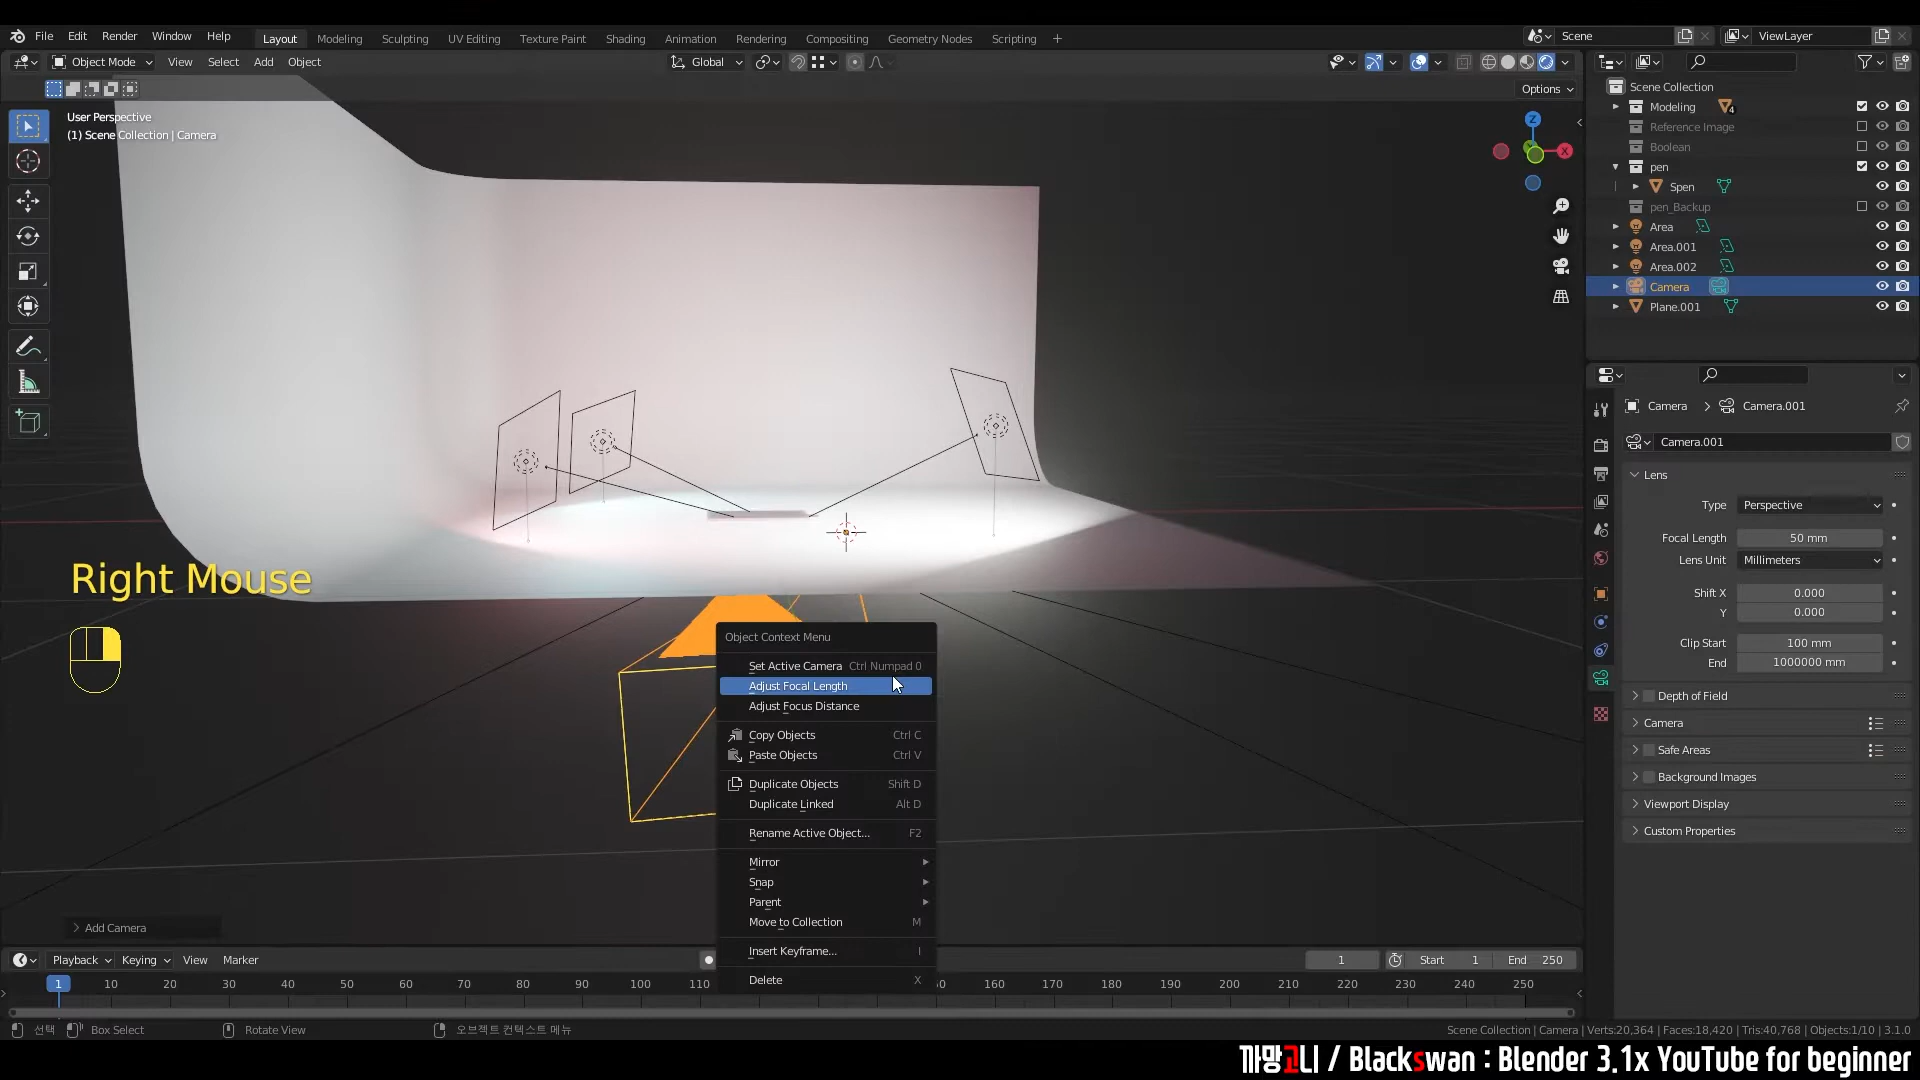 File Edit Render Window Help Layout Modeling Sculpting UV Editing Texture Paint Shading Animation Rendering Compositing Geometry Nodes Scripting + Scene ViewLayer
Object Mode View Select Add Object Global
Options
User Perspective
(1) Scene Collection | Camera
Z
X
Right Mouse
Object Context Menu
Set Active Camera Ctrl Numpad 0
Adjust Focal Length
Adjust Focus Distance
Copy Objects Ctrl C
Paste Objects Ctrl V
Duplicate Objects Shift D
Duplicate Linked Alt D
Rename Active Object... F2
Mirror
Snap
Parent
Move to Collection M
Insert Keyframe... I
Delete X
Add Camera
Scene Collection
Modeling 4
Reference Image
Boolean
pen
Spen
pen_Backup
Area
Area.001
Area.002
Camera
Plane.001
Camera Camera.001
Camera.001
Lens
Type Perspective
Focal Length 50 mm
Lens Unit Millimeters
Shift X 0.000
Y 0.000
Clip Start 100 mm
End 1000000 mm
Depth of Field
Camera
Safe Areas
Background Images
Viewport Display
Custom Properties
Playback Keying View Marker 1 Start 1 End 250
1 10 20 30 40 50 60 70 80 90 100 110 160 170 180 190 200 210 220 230 240 250
선택 Box Select Rotate View 오브젝트 컨텍스트 메뉴 Scene Collection | Camera | Verts:20,364 | Faces:18,420 | Tris:40,768 | Objects:1/10 | 3.1.0
까망고니 / Blackswan : Blender 3.1x YouTube for beginner